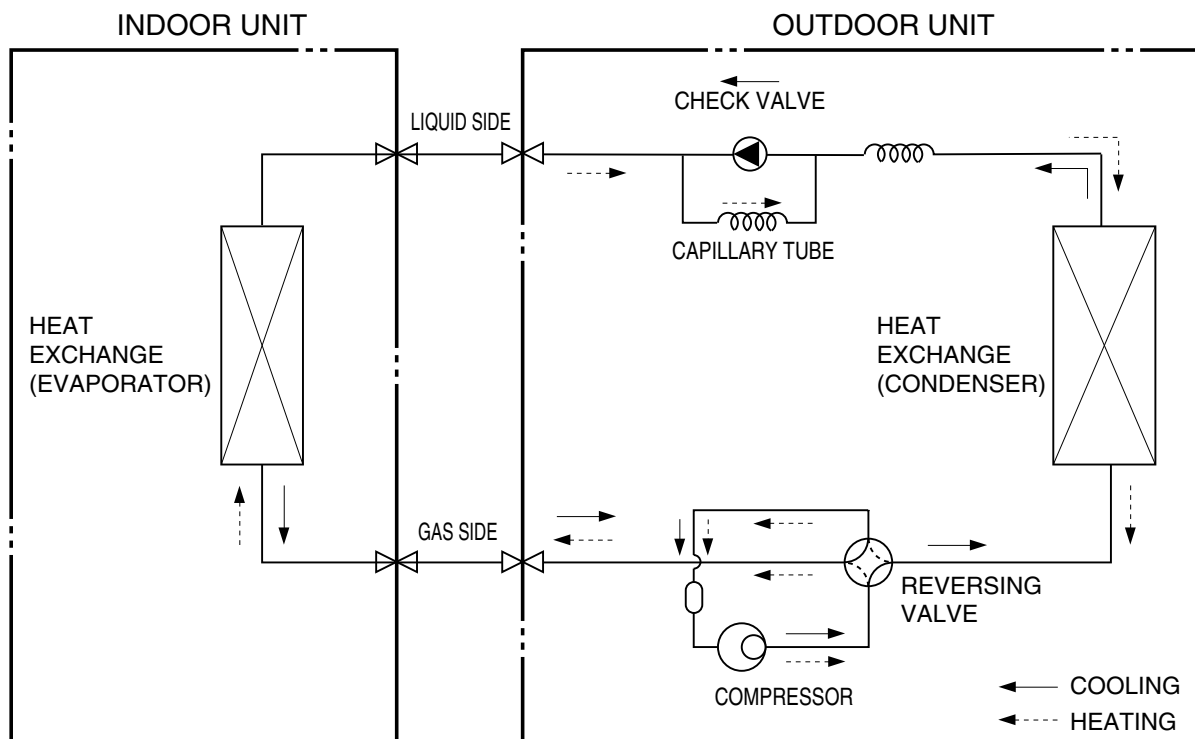 INDOOR UNIT
OUTDOOR UNIT
CHECK VALVE
LIQUID SIDE
CAPILLARY TUBE
HEAT
EXCHANGE
(EVAPORATOR)
HEAT
EXCHANGE
(CONDENSER)
GAS SIDE
REVERSING
VALVE
COMPRESSOR
COOLING
HEATING